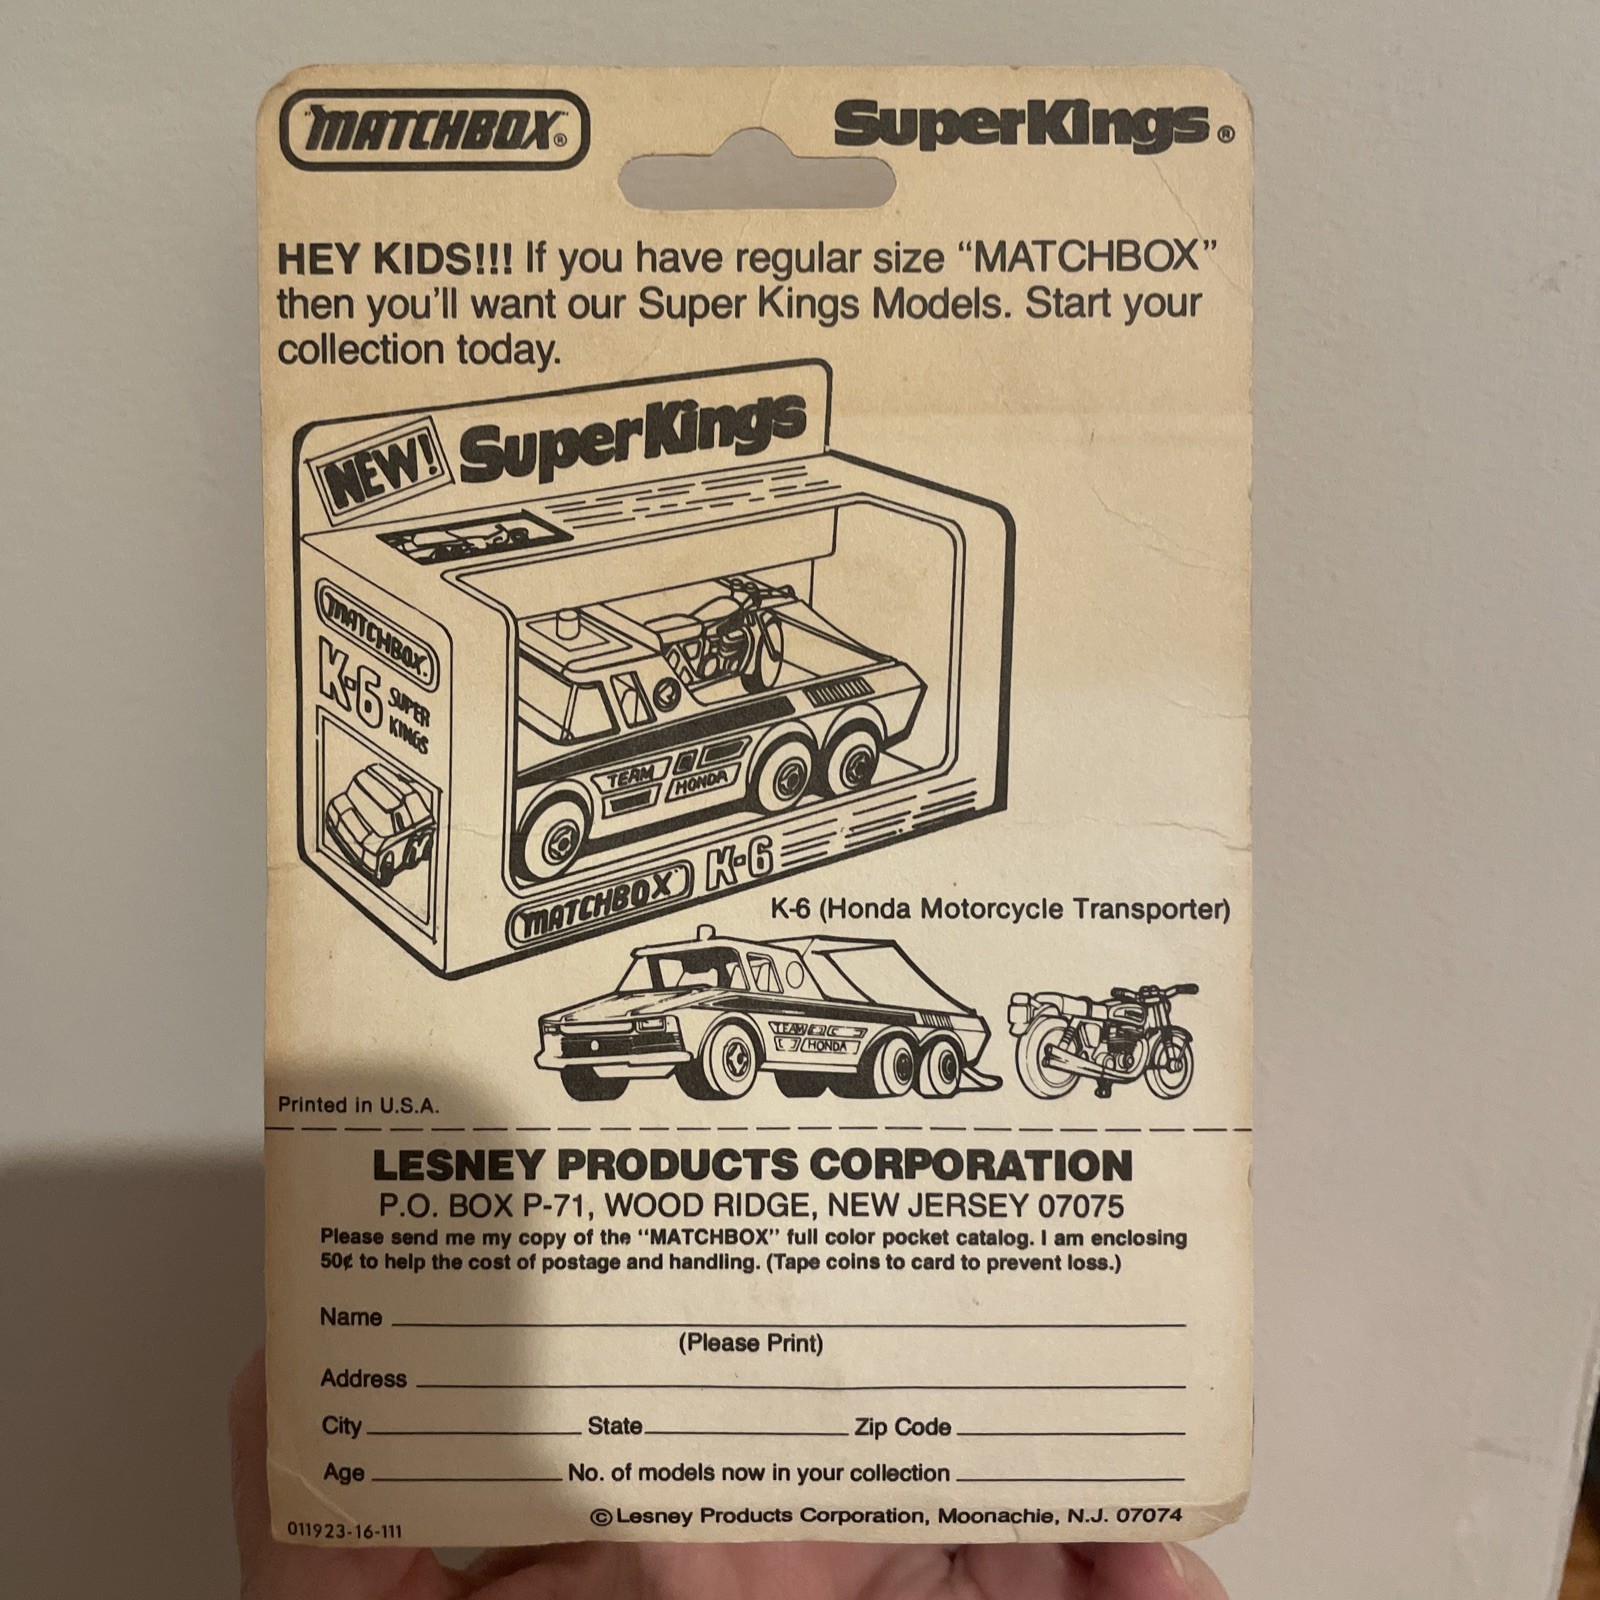 "MATCHBOX"®
SuperKings®
HEY KIDS!!! If you have regular size “MATCHBOX”
then you'll want our Super Kings Models. Start your
collection today.
NEW! SuperKings
MATCHBOX
K-6 SUPER
KINGS
TEAM
HONDA
MATCHBOX K-6
K-6 (Honda Motorcycle Transporter)
TEAM
HONDA
Printed in U.S.A.
LESNEY PRODUCTS CORPORATION
P.O. BOX P-71, WOOD RIDGE, NEW JERSEY 07075
Please send me my copy of the "MATCHBOX" full color pocket catalog. I am enclosing
50¢ to help the cost of postage and handling. (Tape coins to card to prevent loss.)
Name
(Please Print)
Address
City State Zip Code
Age No. of models now in your collection
© Lesney Products Corporation, Moonachie, N.J. 07074
011923-16-111